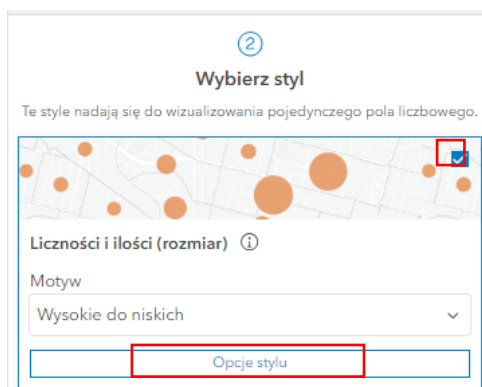 2
Wybierz styl
Te style nadają się do wizualizowania pojedynczego pola liczbowego.
Liczności i ilości (rozmiar)
Motyw
Wysokie do niskich
Opcje stylu